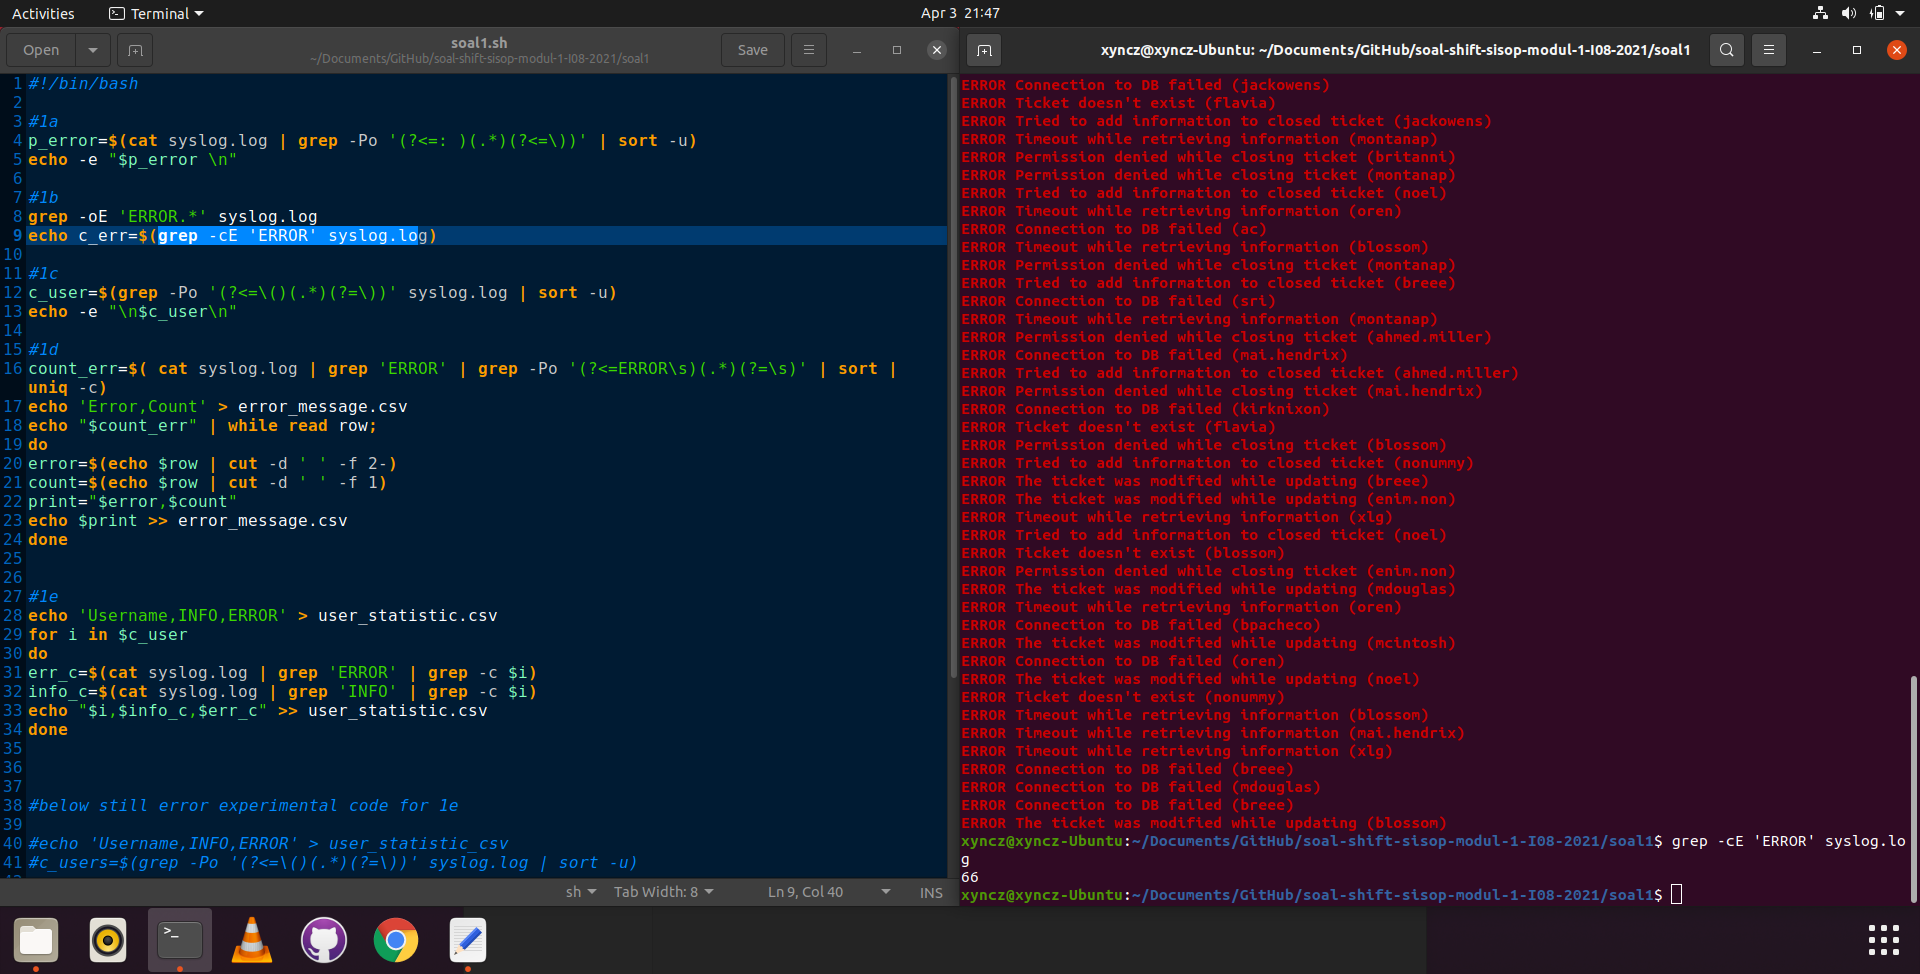 Activities
Terminal
Apr 3 21:47
Open
soal1.sh
~/Documents/GitHub/soal-shift-sisop-modul-1-I08-2021/soal1
Save
1 #!/bin/bash
2
3 #1a
4 p_error=$(cat syslog.log | grep -Po '(?<=: )(.*)(?<=\))' | sort -u)
5 echo -e "$p_error \n"
6
7 #1b
8 grep -oE 'ERROR.*' syslog.log
9 echo c_err=$(grep -cE 'ERROR' syslog.log)
10
11 #1c
12 c_user=$(grep -Po '(?<=\()(.*)(?=\))' syslog.log | sort -u)
13 echo -e "\n$c_user\n"
14
15 #1d
16 count_err=$( cat syslog.log | grep 'ERROR' | grep -Po '(?<=ERROR\s)(.*)(?=\s)' | sort |
uniq -c)
17 echo 'Error,Count' > error_message.csv
18 echo "$count_err" | while read row;
19 do
20 error=$(echo $row | cut -d ' ' -f 2-)
21 count=$(echo $row | cut -d ' ' -f 1)
22 print="$error,$count"
23 echo $print >> error_message.csv
24 done
25
26
27 #1e
28 echo 'Username,INFO,ERROR' > user_statistic.csv
29 for i in $c_user
30 do
31 err_c=$(cat syslog.log | grep 'ERROR' | grep -c $i)
32 info_c=$(cat syslog.log | grep 'INFO' | grep -c $i)
33 echo "$i,$info_c,$err_c" >> user_statistic.csv
34 done
35
36
37
38 #below still error experimental code for 1e
39
40 #echo 'Username,INFO,ERROR' > user_statistic_csv
41 #c_users=$(grep -Po '(?<=\()(.*)(?=\))' syslog.log | sort -u)
sh
Tab Width: 8
Ln 9, Col 40
INS
xyncz@xyncz-Ubuntu: ~/Documents/GitHub/soal-shift-sisop-modul-1-I08-2021/soal1
ERROR Connection to DB failed (jackowens)
ERROR Ticket doesn't exist (flavia)
ERROR Tried to add information to closed ticket (jackowens)
ERROR Timeout while retrieving information (montanap)
ERROR Permission denied while closing ticket (britanni)
ERROR Permission denied while closing ticket (montanap)
ERROR Tried to add information to closed ticket (noel)
ERROR Timeout while retrieving information (oren)
ERROR Connection to DB failed (ac)
ERROR Timeout while retrieving information (blossom)
ERROR Permission denied while closing ticket (montanap)
ERROR Tried to add information to closed ticket (breee)
ERROR Connection to DB failed (sri)
ERROR Timeout while retrieving information (montanap)
ERROR Permission denied while closing ticket (ahmed.miller)
ERROR Connection to DB failed (mai.hendrix)
ERROR Tried to add information to closed ticket (ahmed.miller)
ERROR Permission denied while closing ticket (mai.hendrix)
ERROR Connection to DB failed (kirknixon)
ERROR Ticket doesn't exist (flavia)
ERROR Permission denied while closing ticket (blossom)
ERROR Tried to add information to closed ticket (nonummy)
ERROR The ticket was modified while updating (breee)
ERROR The ticket was modified while updating (enim.non)
ERROR Timeout while retrieving information (xlg)
ERROR Tried to add information to closed ticket (noel)
ERROR Ticket doesn't exist (blossom)
ERROR Permission denied while closing ticket (enim.non)
ERROR The ticket was modified while updating (mdouglas)
ERROR Timeout while retrieving information (oren)
ERROR Connection to DB failed (bpacheco)
ERROR The ticket was modified while updating (mcintosh)
ERROR Connection to DB failed (oren)
ERROR The ticket was modified while updating (noel)
ERROR Ticket doesn't exist (nonummy)
ERROR Timeout while retrieving information (blossom)
ERROR Timeout while retrieving information (mai.hendrix)
ERROR Timeout while retrieving information (xlg)
ERROR Connection to DB failed (breee)
ERROR Connection to DB failed (mdouglas)
ERROR Connection to DB failed (breee)
ERROR The ticket was modified while updating (blossom)
xyncz@xyncz-Ubuntu:~/Documents/GitHub/soal-shift-sisop-modul-1-I08-2021/soal1$ grep -cE 'ERROR' syslog.lo
g
66
xyncz@xyncz-Ubuntu:~/Documents/GitHub/soal-shift-sisop-modul-1-I08-2021/soal1$